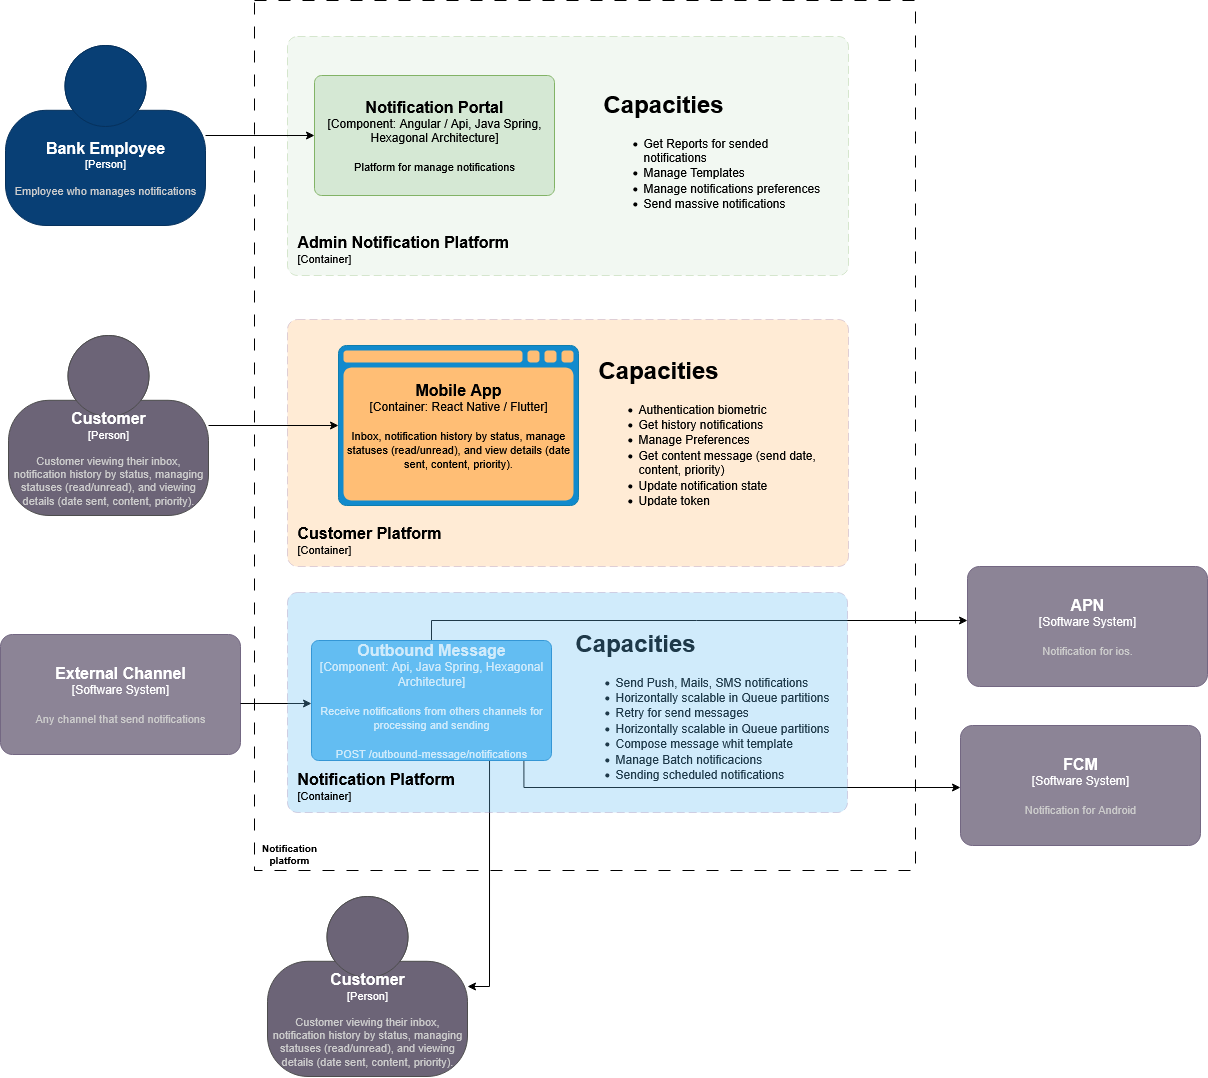 Bank Employee
[Person]
Employee who manages notifications
Notification Portal
[Component: Angular / Api, Java Spring,
Hexagonal Architecture]
Platform for manage notifications
Capacities
Get Reports for sended
notifications
Manage Templates
Manage notifications preferences
Send massive notifications
Admin Notification Platform
[Container]
Customer
[Person]
Customer viewing their inbox,
notification history by status, managing
statuses (read/unread), and viewing
details (date sent, content, priority).
Mobile App
[Container: React Native / Flutter]
Inbox, notification history by status, manage
statuses (read/unread), and view details (date
sent, content, priority).
Capacities
Authentication biometric
Get history notifications
Manage Preferences
Get content message (send date,
content, priority)
Update notification state
Update token
Customer Platform
[Container]
External Channel
[Software System]
Any channel that send notifications
Outbound Message
[Component: Api, Java Spring, Hexagonal
Architecture]
Receive notifications from others channels for
processing and sending
POST /outbound-message/notifications
Capacities
Send Push, Mails, SMS notifications
Horizontally scalable in Queue partitions
Retry for send messages
Horizontally scalable in Queue partitions
Compose message whit template
Manage Batch notificacions
Sending scheduled notifications
Notification Platform
[Container]
APN
[Software System]
Notification for ios.
FCM
[Software System]
Notification for Android
Notification
platform
Customer
[Person]
Customer viewing their inbox,
notification history by status, managing
statuses (read/unread), and viewing
details (date sent, content, priority).